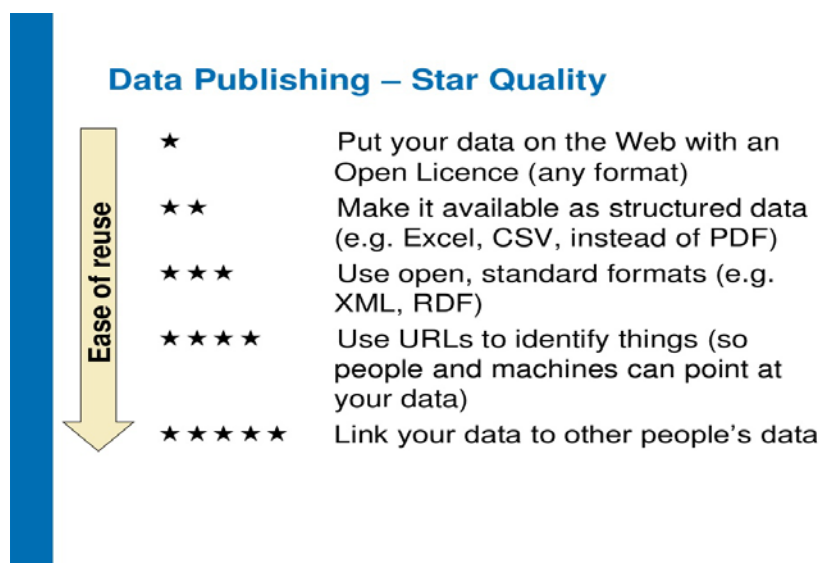 Data Publishing – Star Quality
Ease of reuse
★ Put your data on the Web with an
Open Licence (any format)
★★ Make it available as structured data
(e.g. Excel, CSV, instead of PDF)
★★★ Use open, standard formats (e.g.
XML, RDF)
★★★★ Use URLs to identify things (so
people and machines can point at
your data)
★★★★★ Link your data to other people’s data